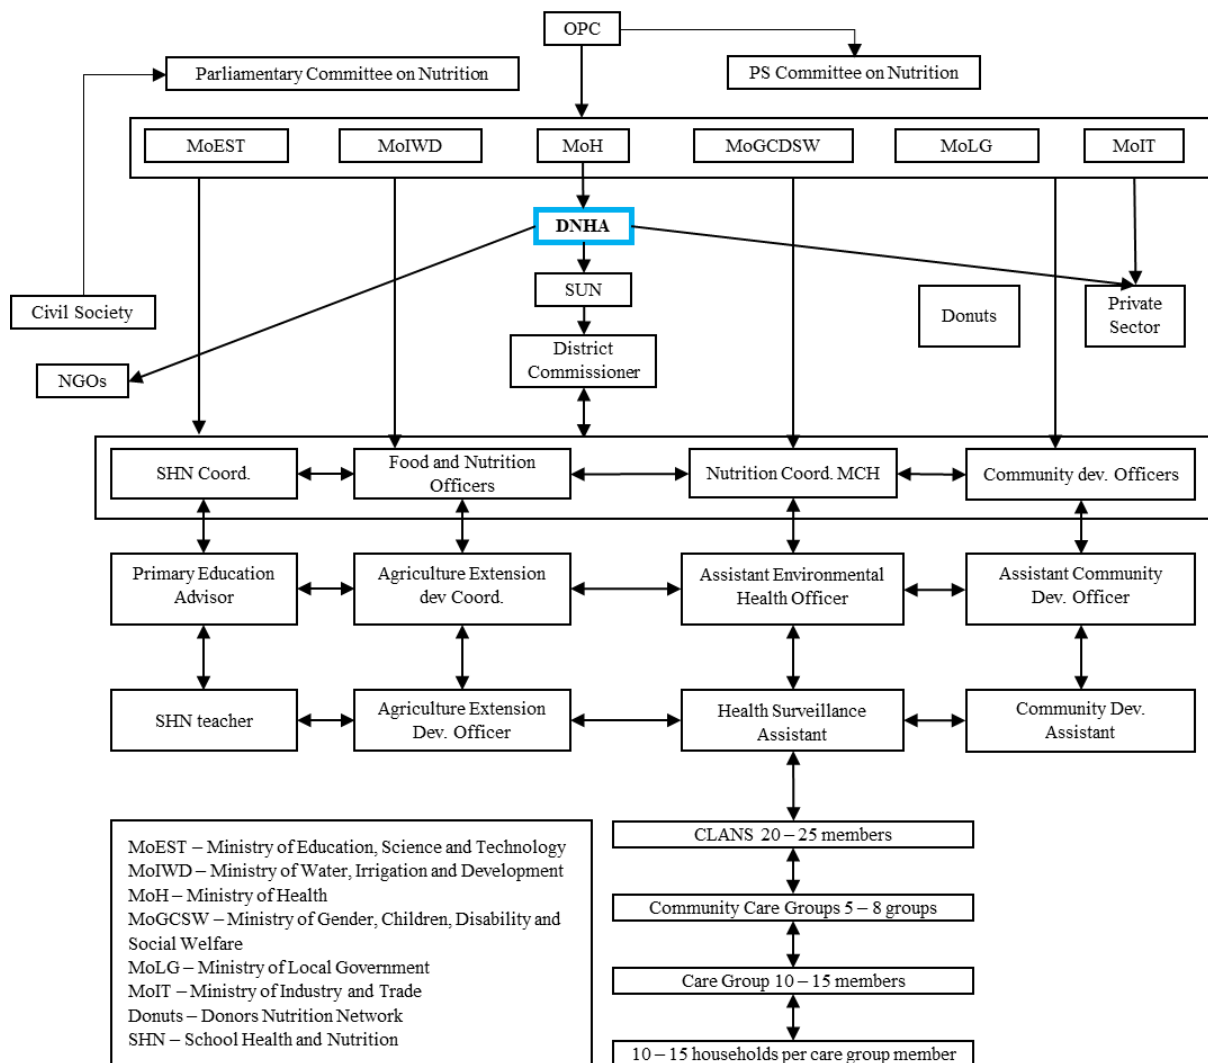 OPC
Parliamentary Committee on Nutrition
PS Committee on Nutrition
MoEST
MoIWD
MoH
MoGCDSW
MoLG
MoIT
DNHA
SUN
Civil Society
Donuts
Private
Sector
District
Commissioner
NGOs
SHN Coord.
Food and Nutrition
Officers
Nutrition Coord. MCH
Community dev. Officers
Primary Education
Advisor
Agriculture Extension
dev Coord.
Assistant Environmental
Health Officer
Assistant Community
Dev. Officer
SHN teacher
Agriculture Extension
Dev. Officer
Health Surveillance
Assistant
Community Dev.
Assistant
CLANS 20 – 25 members
Community Care Groups 5 – 8 groups
Care Group 10 – 15 members
10 – 15 households per care group member
MoEST – Ministry of Education, Science and Technology
MoIWD – Ministry of Water, Irrigation and Development
MoH – Ministry of Health
MoGCSW – Ministry of Gender, Children, Disability and
Social Welfare
MoLG – Ministry of Local Government
MoIT – Ministry of Industry and Trade
Donuts – Donors Nutrition Network
SHN – School Health and Nutrition